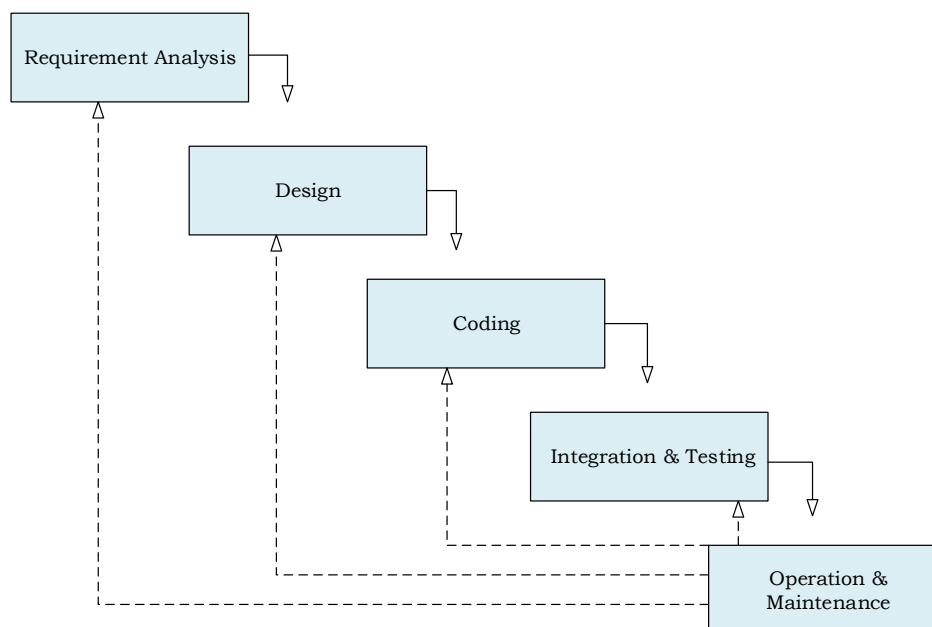 Requirement Analysis
Design
Coding
Integration & Testing
Operation &
Maintenance